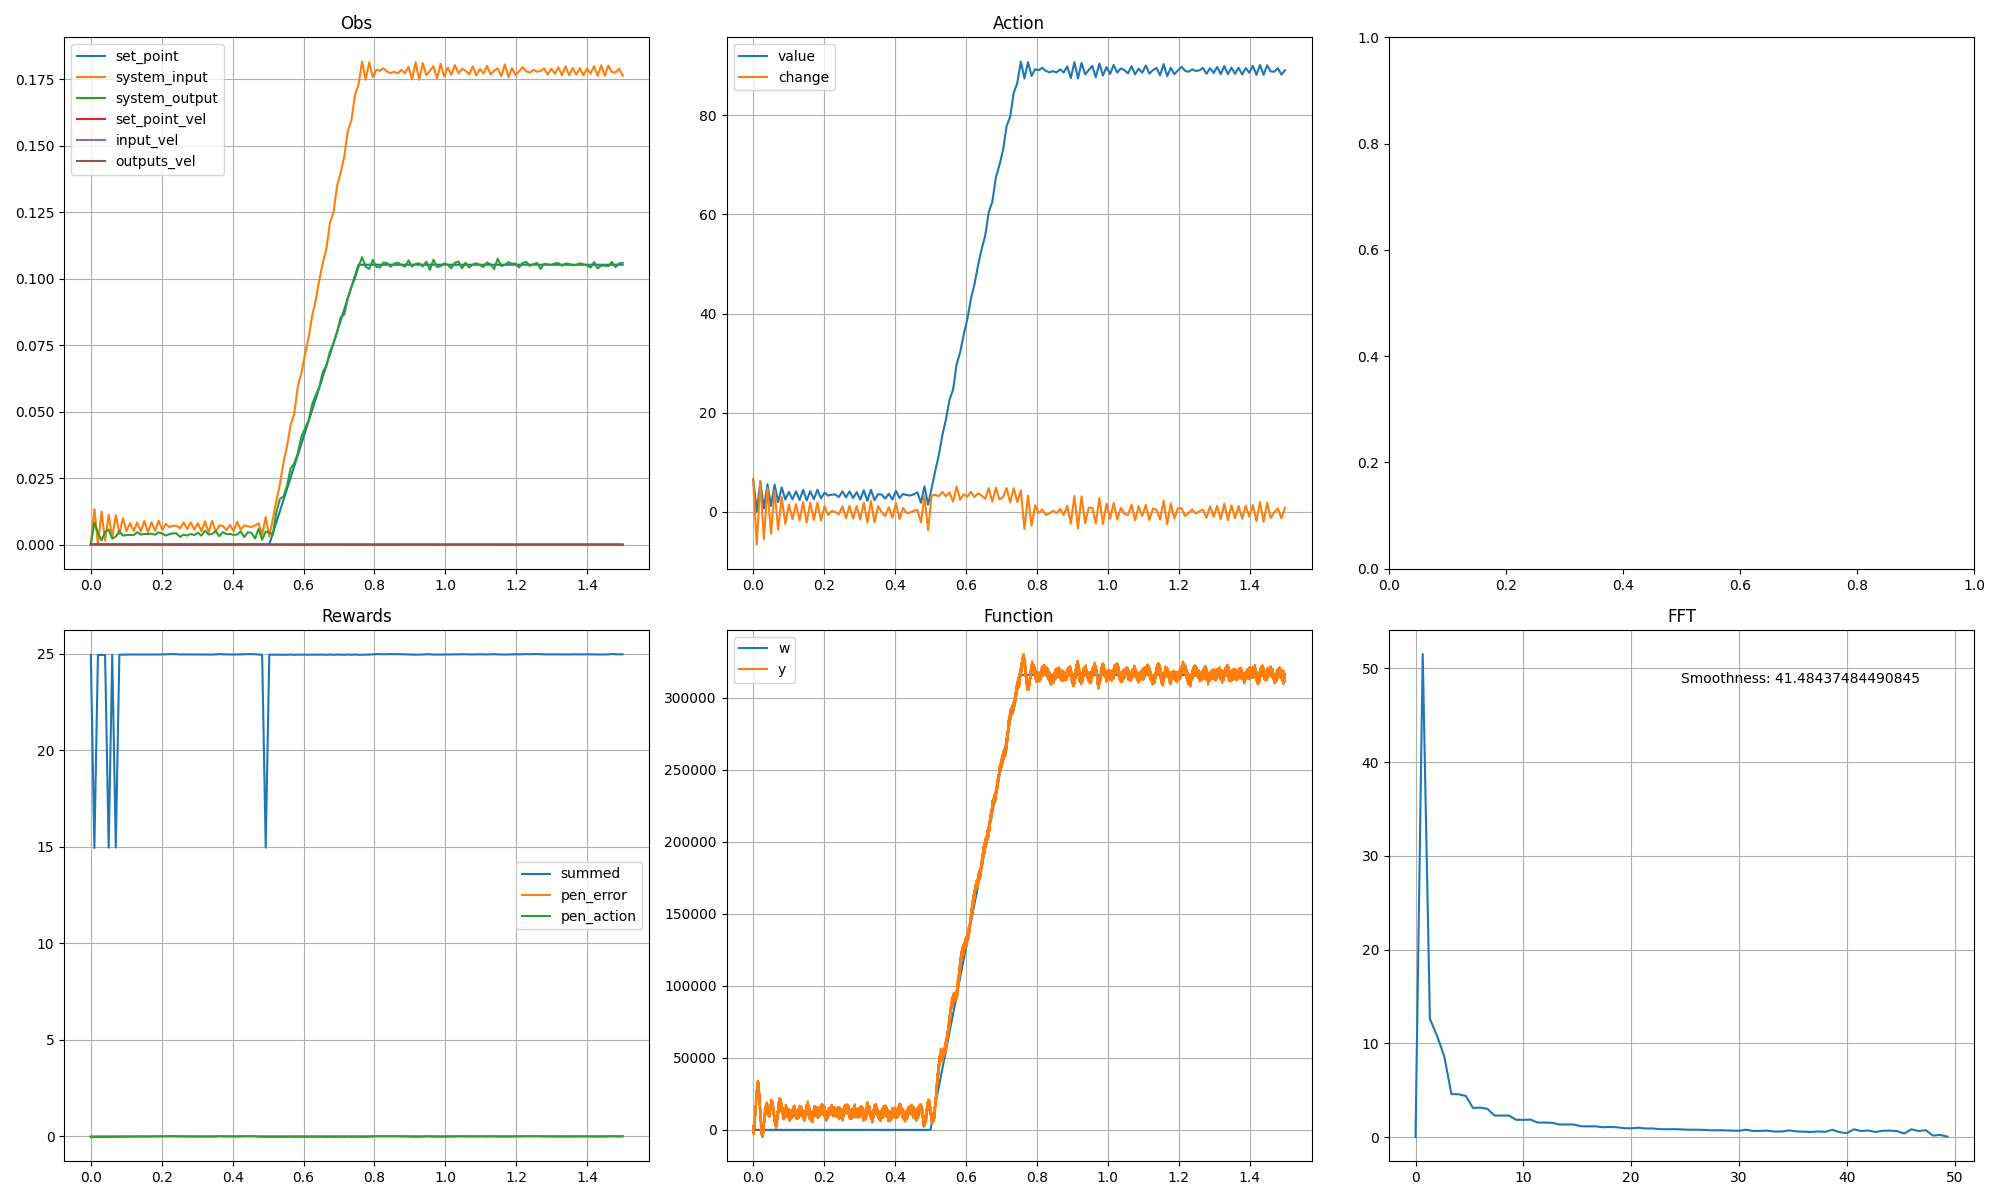 Obs
set_point
system_input
system_output
set_point_vel
input_vel
outputs_vel
0.175
0.150
0.125
0.100
0.075
0.050
0.025
0.000
0.0 0.2 0.4 0.6 0.8 1.0 1.2 1.4
Action
value
change
80
60
40
20
0
0.0 0.2 0.4 0.6 0.8 1.0 1.2 1.4
1.0
0.8
0.6
0.4
0.2
0.0
0.0 0.2 0.4 0.6 0.8 1.0
Rewards
25
20
15
10
5
0
summed
pen_error
pen_action
0.0 0.2 0.4 0.6 0.8 1.0 1.2 1.4
Function
w
y
300000
250000
200000
150000
100000
50000
0
0.0 0.2 0.4 0.6 0.8 1.0 1.2 1.4
FFT
Smoothness: 41.48437484490845
50
40
30
20
10
0
0 10 20 30 40 50